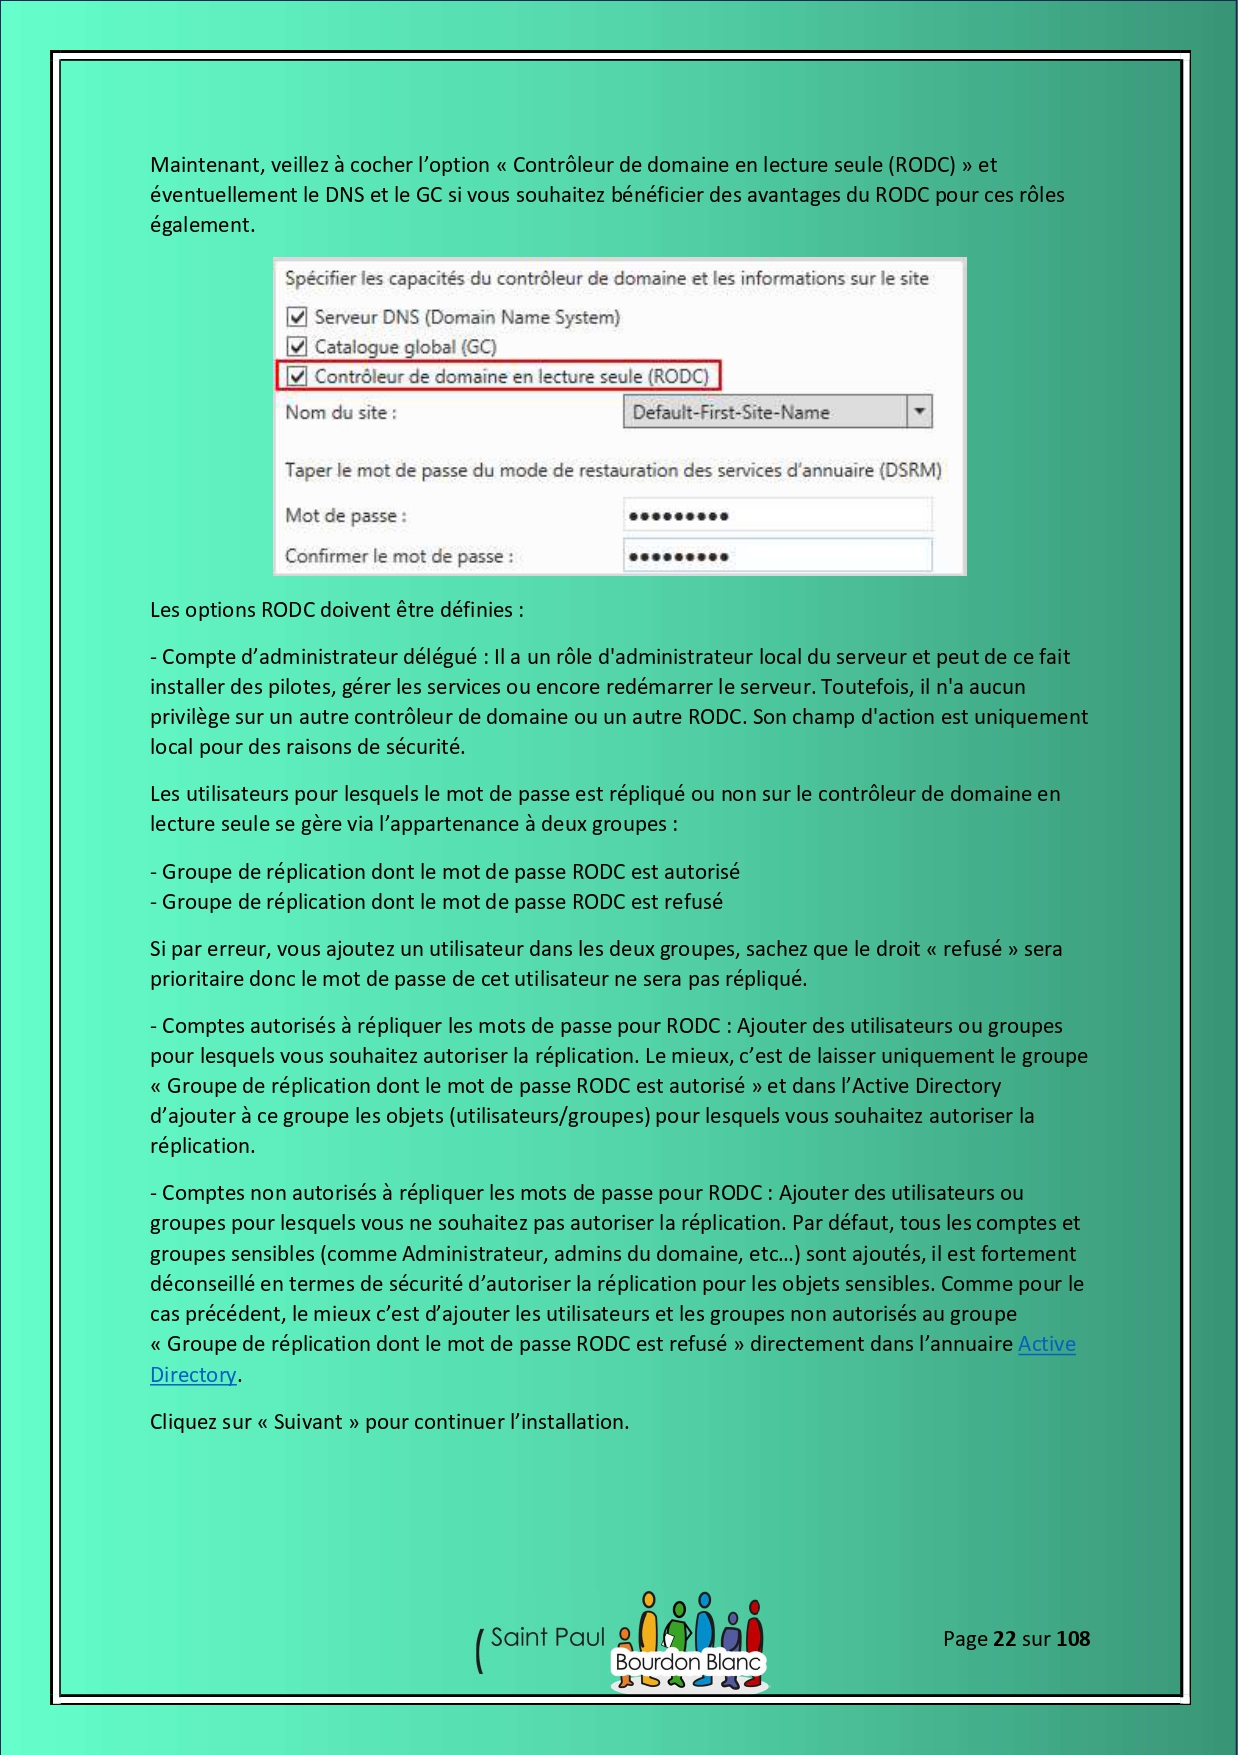 Maintenant, veillez à cocher l’option « Contrôleur de domaine en lecture seule (RODC) » et
éventuellement le DNS et le GC si vous souhaitez bénéficier des avantages du RODC pour ces rôles
également.
Spécifier les capacités du contrôleur de domaine et les informations sur le site
Serveur DNS (Domain Name System)
Catalogue global (GC)
Contrôleur de domaine en lecture seule (RODC)
Nom du site : Default-First-Site-Name
Taper le mot de passe du mode de restauration des services d'annuaire (DSRM)
Mot de passe : •••••••••
Confirmer le mot de passe : •••••••••
Les options RODC doivent être définies :
- Compte d’administrateur délégué : Il a un rôle d'administrateur local du serveur et peut de ce fait
installer des pilotes, gérer les services ou encore redémarrer le serveur. Toutefois, il n'a aucun
privilège sur un autre contrôleur de domaine ou un autre RODC. Son champ d'action est uniquement
local pour des raisons de sécurité.
Les utilisateurs pour lesquels le mot de passe est répliqué ou non sur le contrôleur de domaine en
lecture seule se gère via l’appartenance à deux groupes :
- Groupe de réplication dont le mot de passe RODC est autorisé
- Groupe de réplication dont le mot de passe RODC est refusé
Si par erreur, vous ajoutez un utilisateur dans les deux groupes, sachez que le droit « refusé » sera
prioritaire donc le mot de passe de cet utilisateur ne sera pas répliqué.
- Comptes autorisés à répliquer les mots de passe pour RODC : Ajouter des utilisateurs ou groupes
pour lesquels vous souhaitez autoriser la réplication. Le mieux, c’est de laisser uniquement le groupe
« Groupe de réplication dont le mot de passe RODC est autorisé » et dans l’Active Directory
d’ajouter à ce groupe les objets (utilisateurs/groupes) pour lesquels vous souhaitez autoriser la
réplication.
- Comptes non autorisés à répliquer les mots de passe pour RODC : Ajouter des utilisateurs ou
groupes pour lesquels vous ne souhaitez pas autoriser la réplication. Par défaut, tous les comptes et
groupes sensibles (comme Administrateur, admins du domaine, etc…) sont ajoutés, il est fortement
déconseillé en termes de sécurité d’autoriser la réplication pour les objets sensibles. Comme pour le
cas précédent, le mieux c’est d’ajouter les utilisateurs et les groupes non autorisés au groupe
« Groupe de réplication dont le mot de passe RODC est refusé » directement dans l’annuaire Active
Directory.
Cliquez sur « Suivant » pour continuer l’installation.
Saint Paul
Bourdon Blanc
Page 22 sur 108